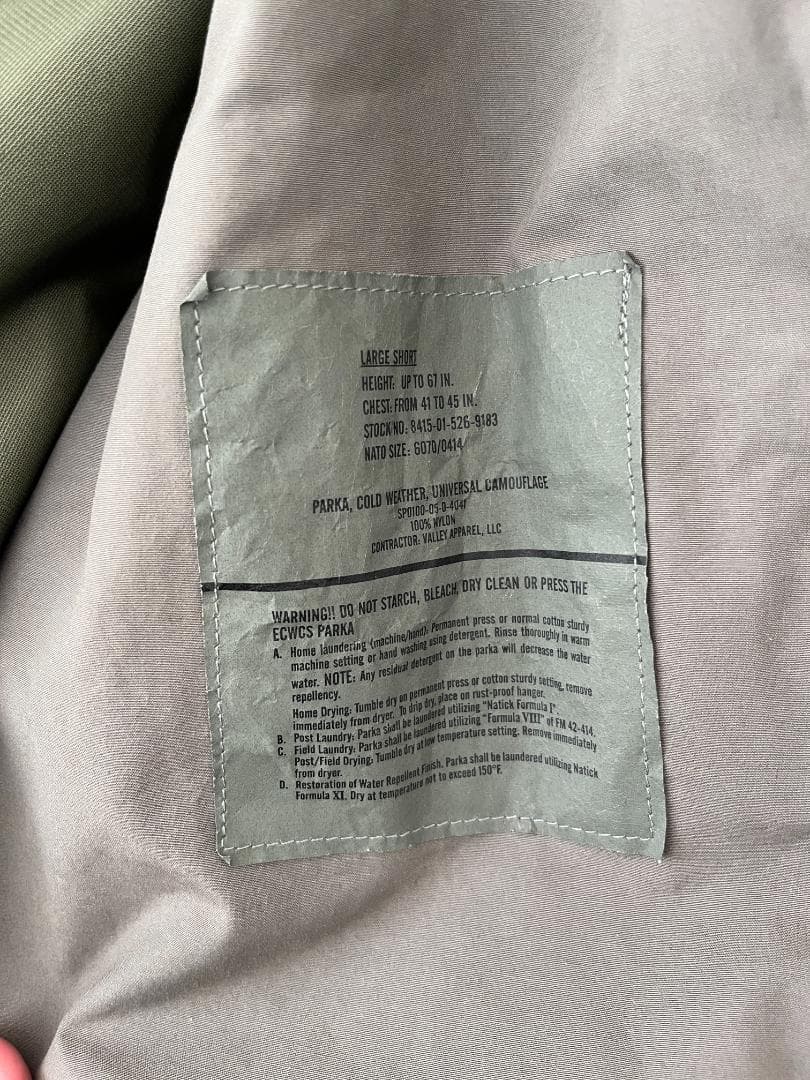 LARGE SHORT
HEIGHT: UP TO 67 IN.
CHEST: FROM 41 TO 45 IN.
STOCK NO: 8415-01-526-9183
NATO SIZE: 6070/0414
PARKA, COLD WEATHER, UNIVERSAL CAMOUFLAGE
SP0100-05-D-4047
100% NYLON
CONTRACTOR: VALLEY APPAREL, LLC
WARNING!! DO NOT STARCH, BLEACH, DRY CLEAN OR PRESS THE
ECWCS PARKA
A. Home laundering (machine/hand). Permanent press or normal cotton sturdy
machine setting or hand washing using detergent. Rinse thoroughly in warm
water. NOTE: Any residual detergent on the parka will decrease the water
repellency.
Home Drying: Tumble dry on permanent press or cotton sturdy setting, remove
immediately from dryer. To drip dry, place on rust-proof hanger.
B. Post Laundry: Parka shall be laundered utilizing "Natick Formula I".
C. Field Laundry: Parka shall be laundered utilizing "Formula VIII" of FM 42-414.
Post/Field Drying: Tumble dry at low temperature setting. Remove immediately
from dryer.
D. Restoration of Water Repellent Finish. Parka shall be laundered utilizing Natick
Formula XI. Dry at temperature not to exceed 150°F.